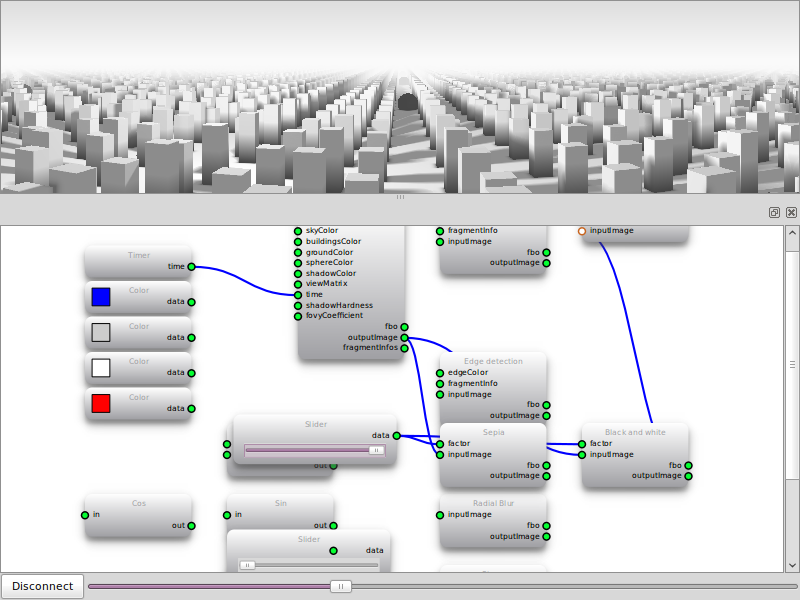 skyColor
buildingsColor
groundColor
sphereColor
shadowColor
viewMatrix
time
shadowHardness
fovyCoefficient
fbo
outputImage
fragmentInfos
fragmentInfo
inputImage
fbo
outputImage
inputImage
Timer
time
Color
data
Color
data
Color
data
Color
data
Edge detection
edgeColor
fragmentInfo
inputImage
fbo
outputImage
Slider
data
out
Sepia
factor
inputImage
fbo
outputImage
Black and white
factor
inputImage
fbo
outputImage
Cos
in
out
Sin
in
out
Radial Blur
inputImage
fbo
outputImage
Slider
data
Disconnect